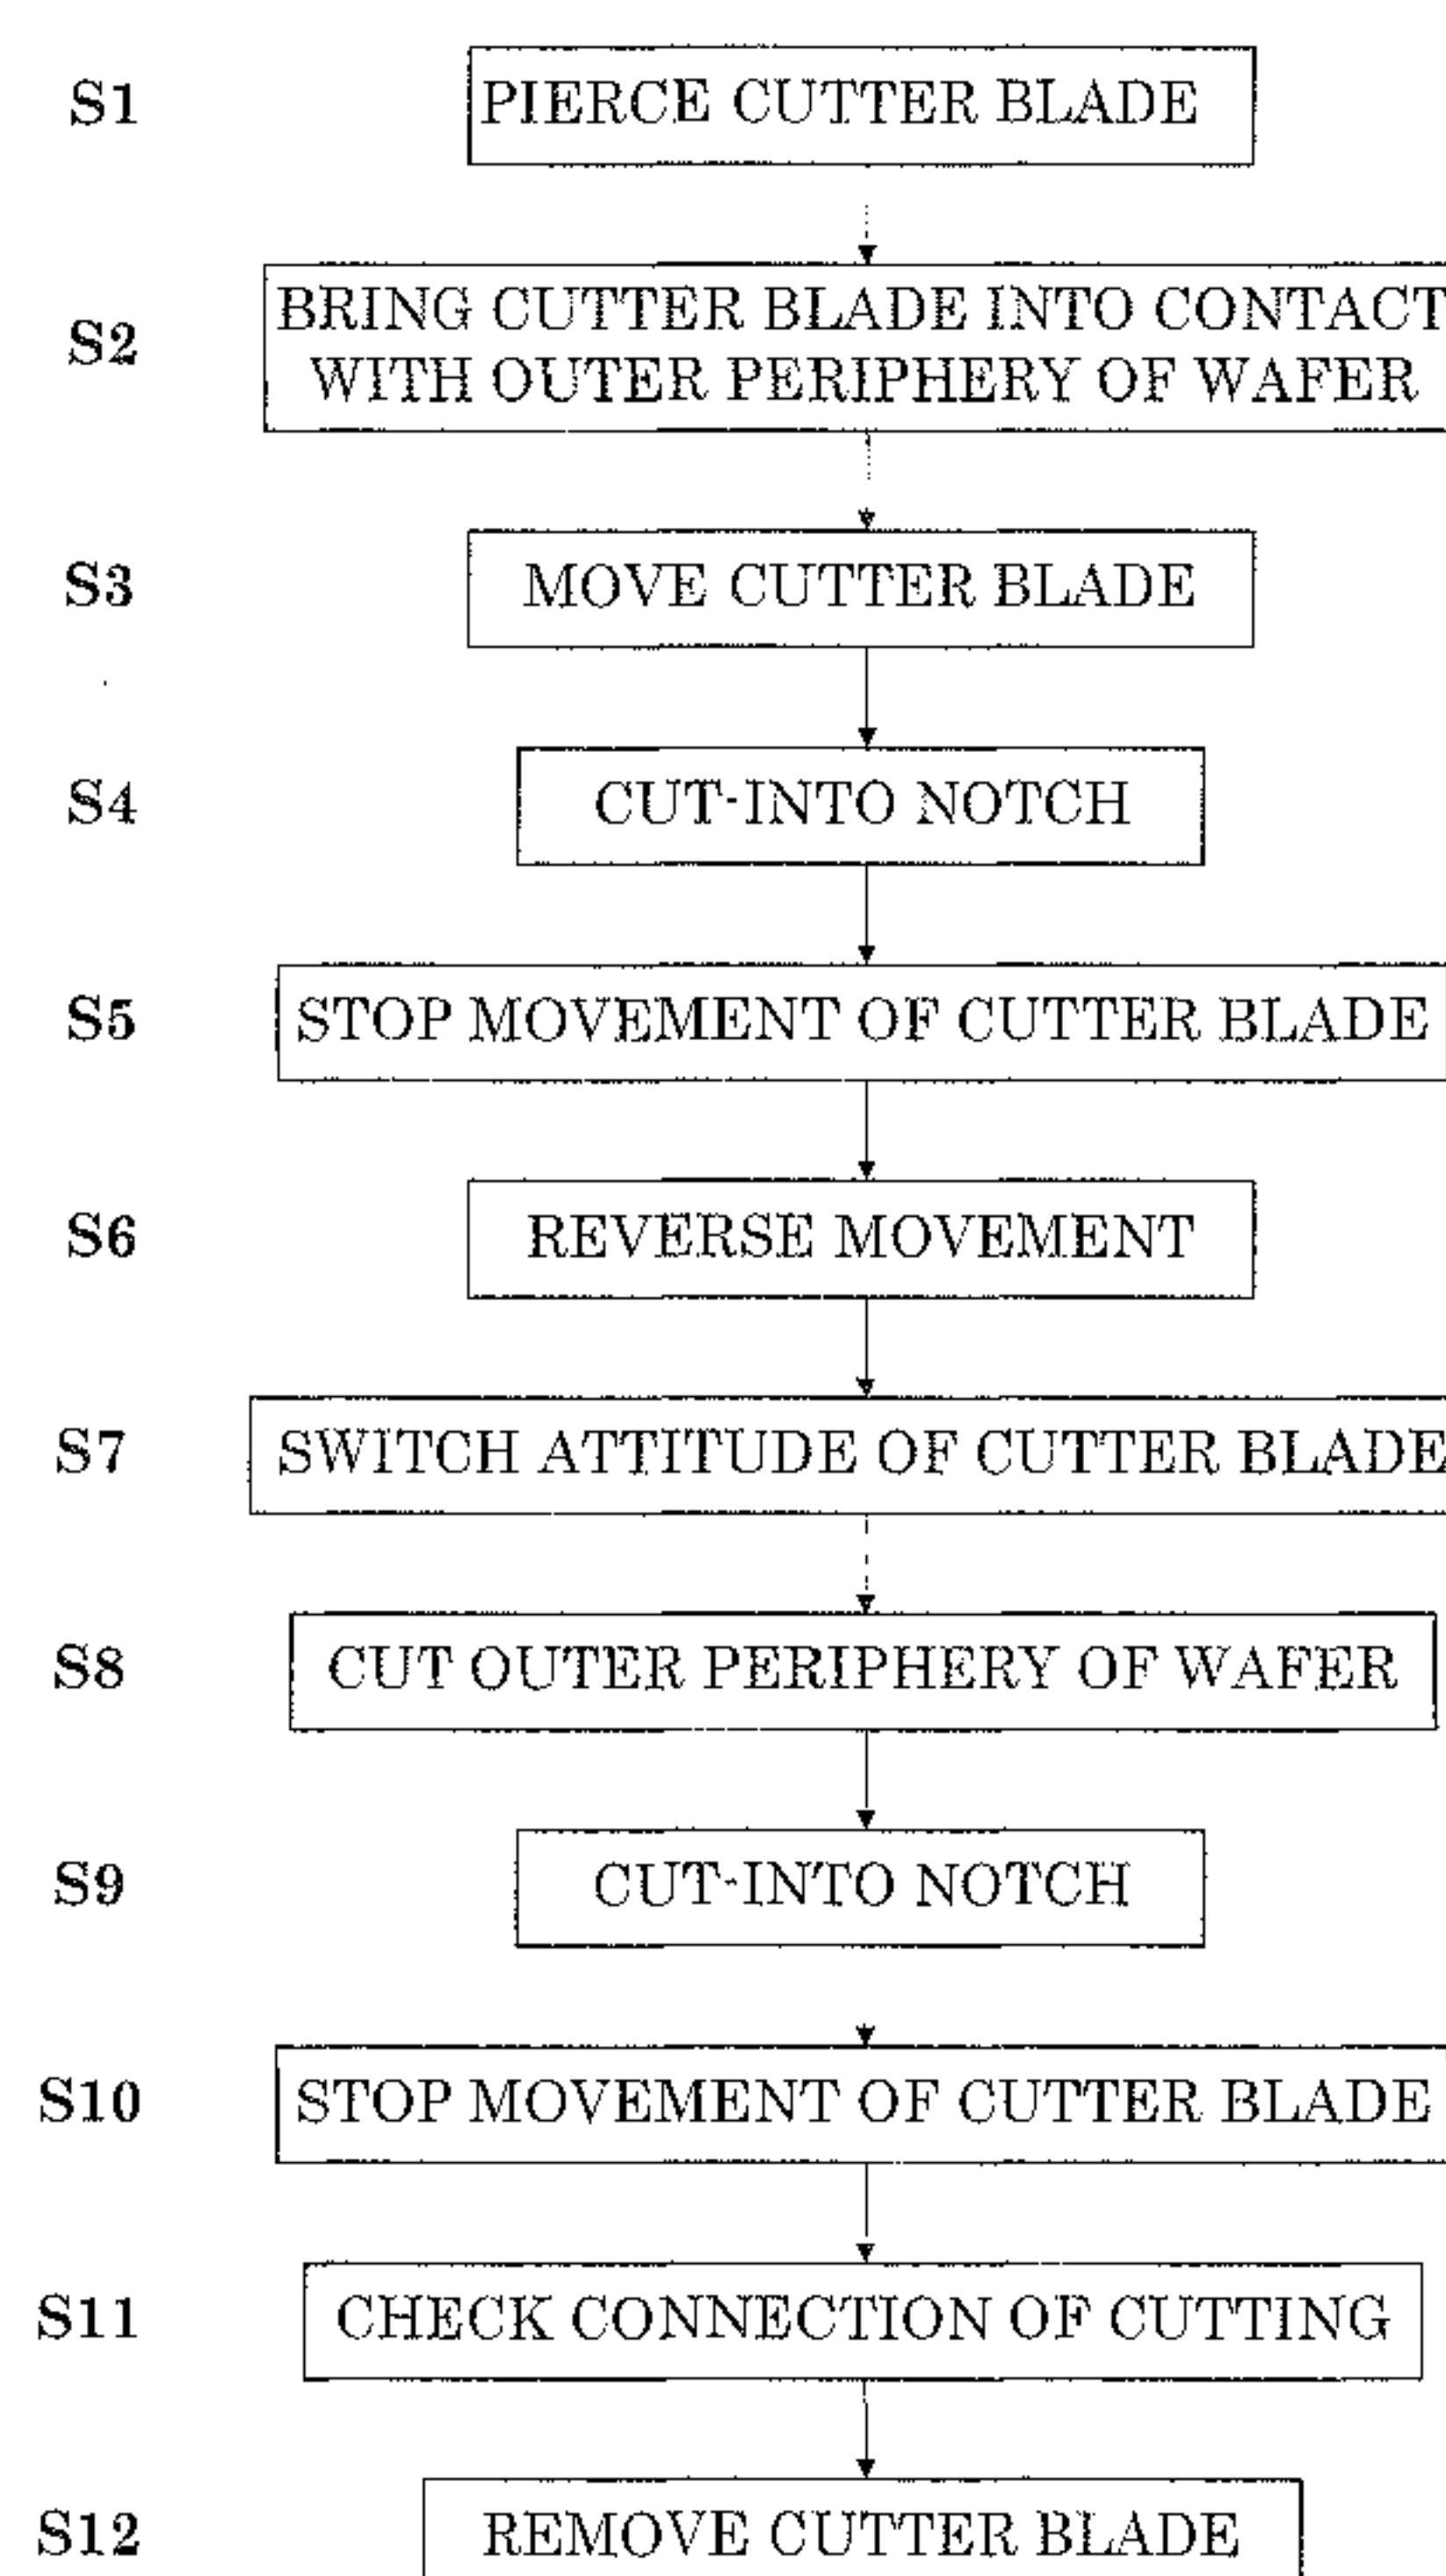 S1 PIERCE CUTTER BLADE
S2 BRING CUTTER BLADE INTO CONTACT
WITH OUTER PERIPHERY OF WAFER
S3 MOVE CUTTER BLADE
S4 CUT-INTO NOTCH
S5 STOP MOVEMENT OF CUTTER BLADE
S6 REVERSE MOVEMENT
S7 SWITCH ATTITUDE OF CUTTER BLADE
S8 CUT OUTER PERIPHERY OF WAFER
S9 CUT-INTO NOTCH
S10 STOP MOVEMENT OF CUTTER BLADE
S11 CHECK CONNECTION OF CUTTING
S12 REMOVE CUTTER BLADE